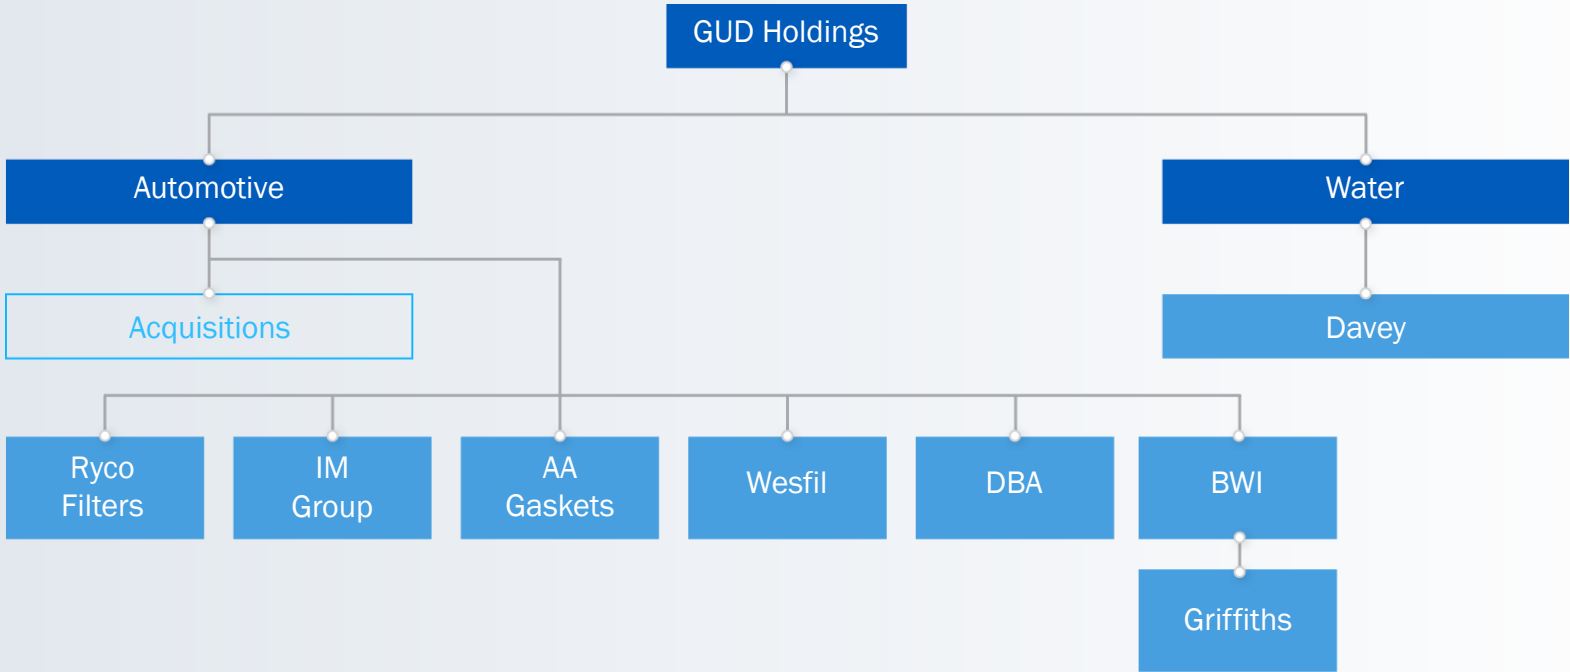 GUD Holdings
Automotive
Water
Acquisitions
Davey
Ryco
Filters
IM
Group
AA
Gaskets
Wesfil
DBA
BWI
Griffiths